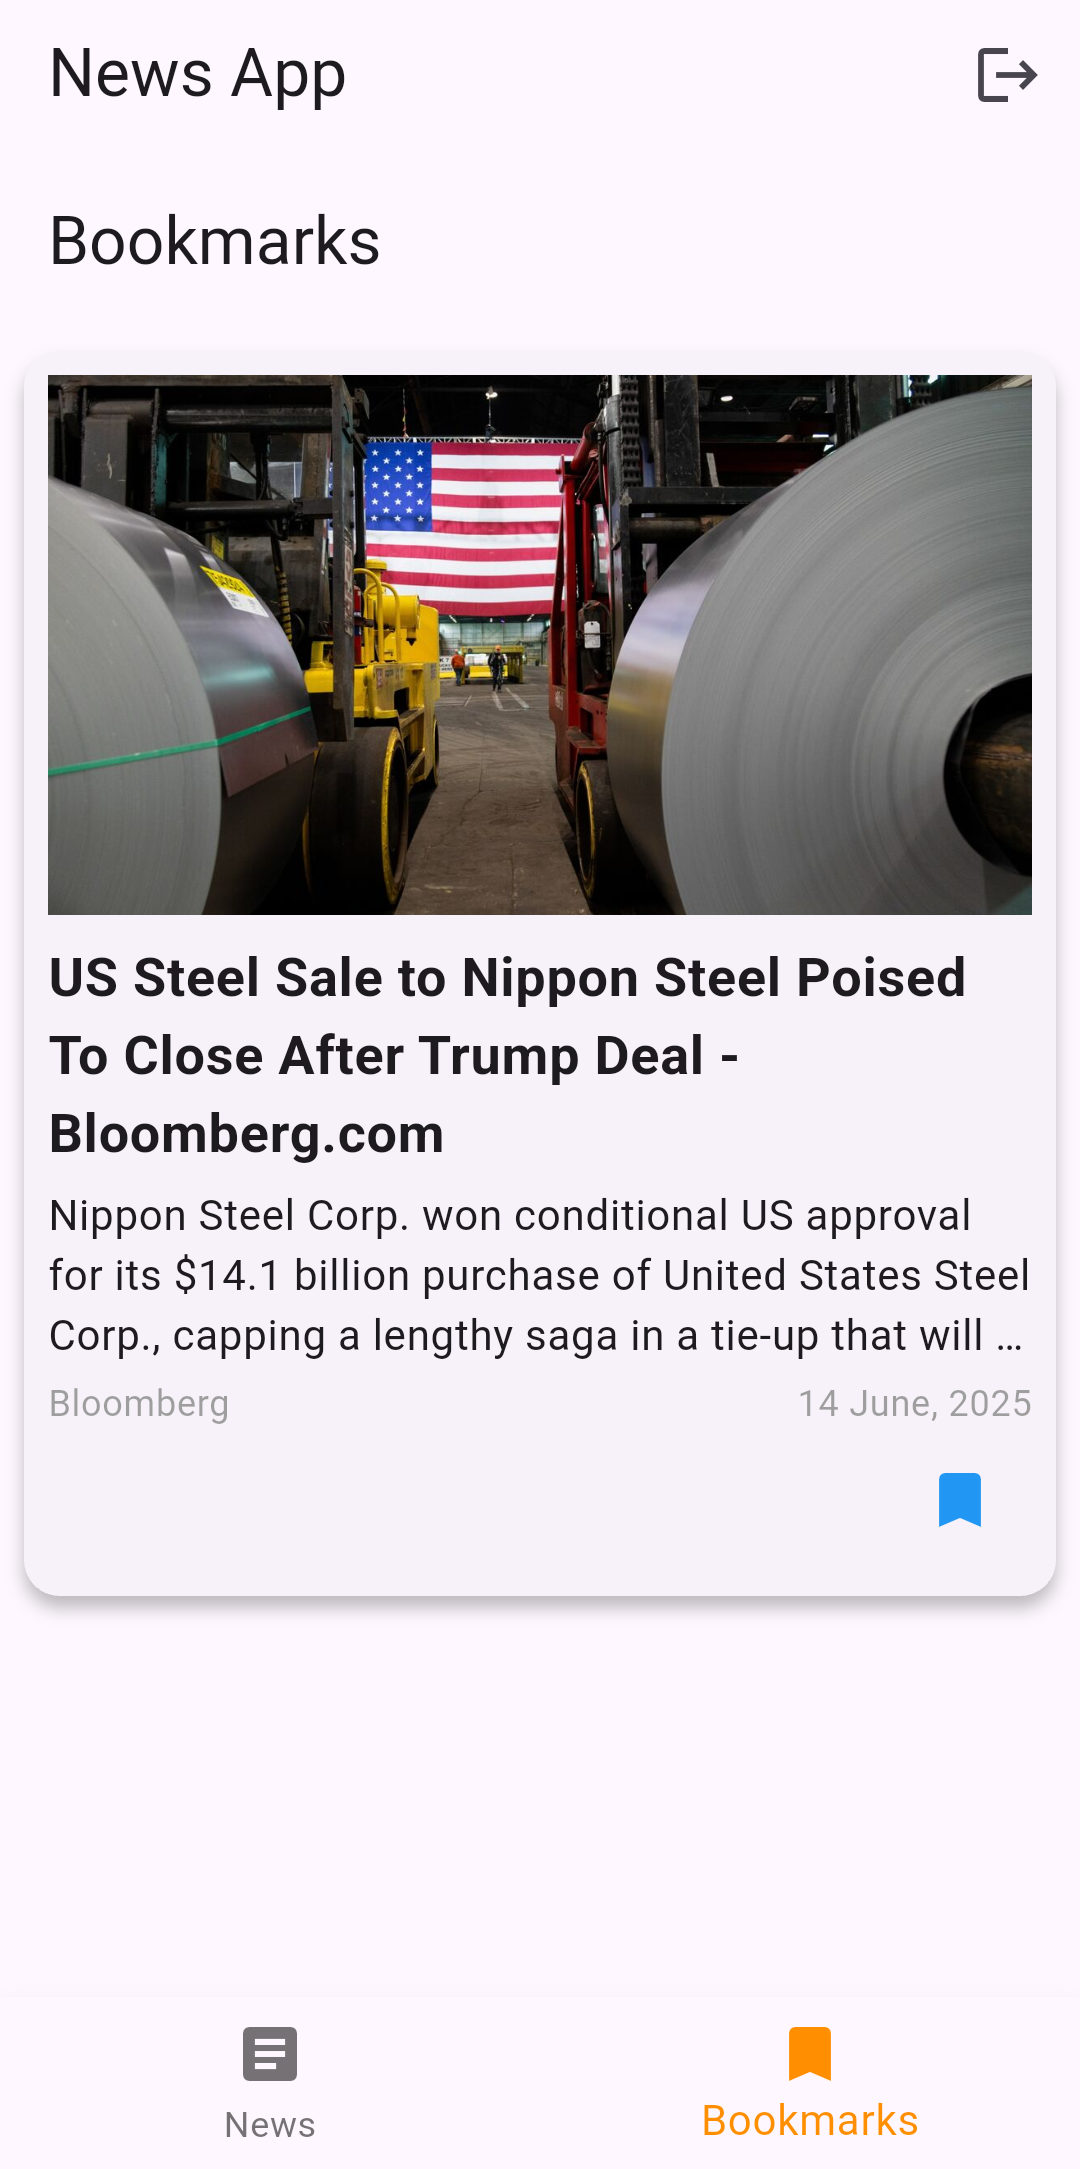 News App
Bookmarks
US Steel Sale to Nippon Steel Poised
To Close After Trump Deal -
Bloomberg.com
Nippon Steel Corp. won conditional US approval
for its $14.1 billion purchase of United States Steel
Corp., capping a lengthy saga in a tie-up that will …
Bloomberg
14 June, 2025
News
Bookmarks